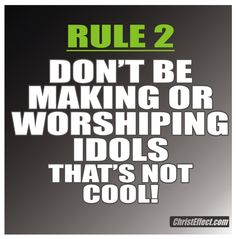 RULE 2
DON'T BE
MAKING OR
WORSHIPING
IDOLS
THAT'S NOT
COOL!
ChristEffect.com